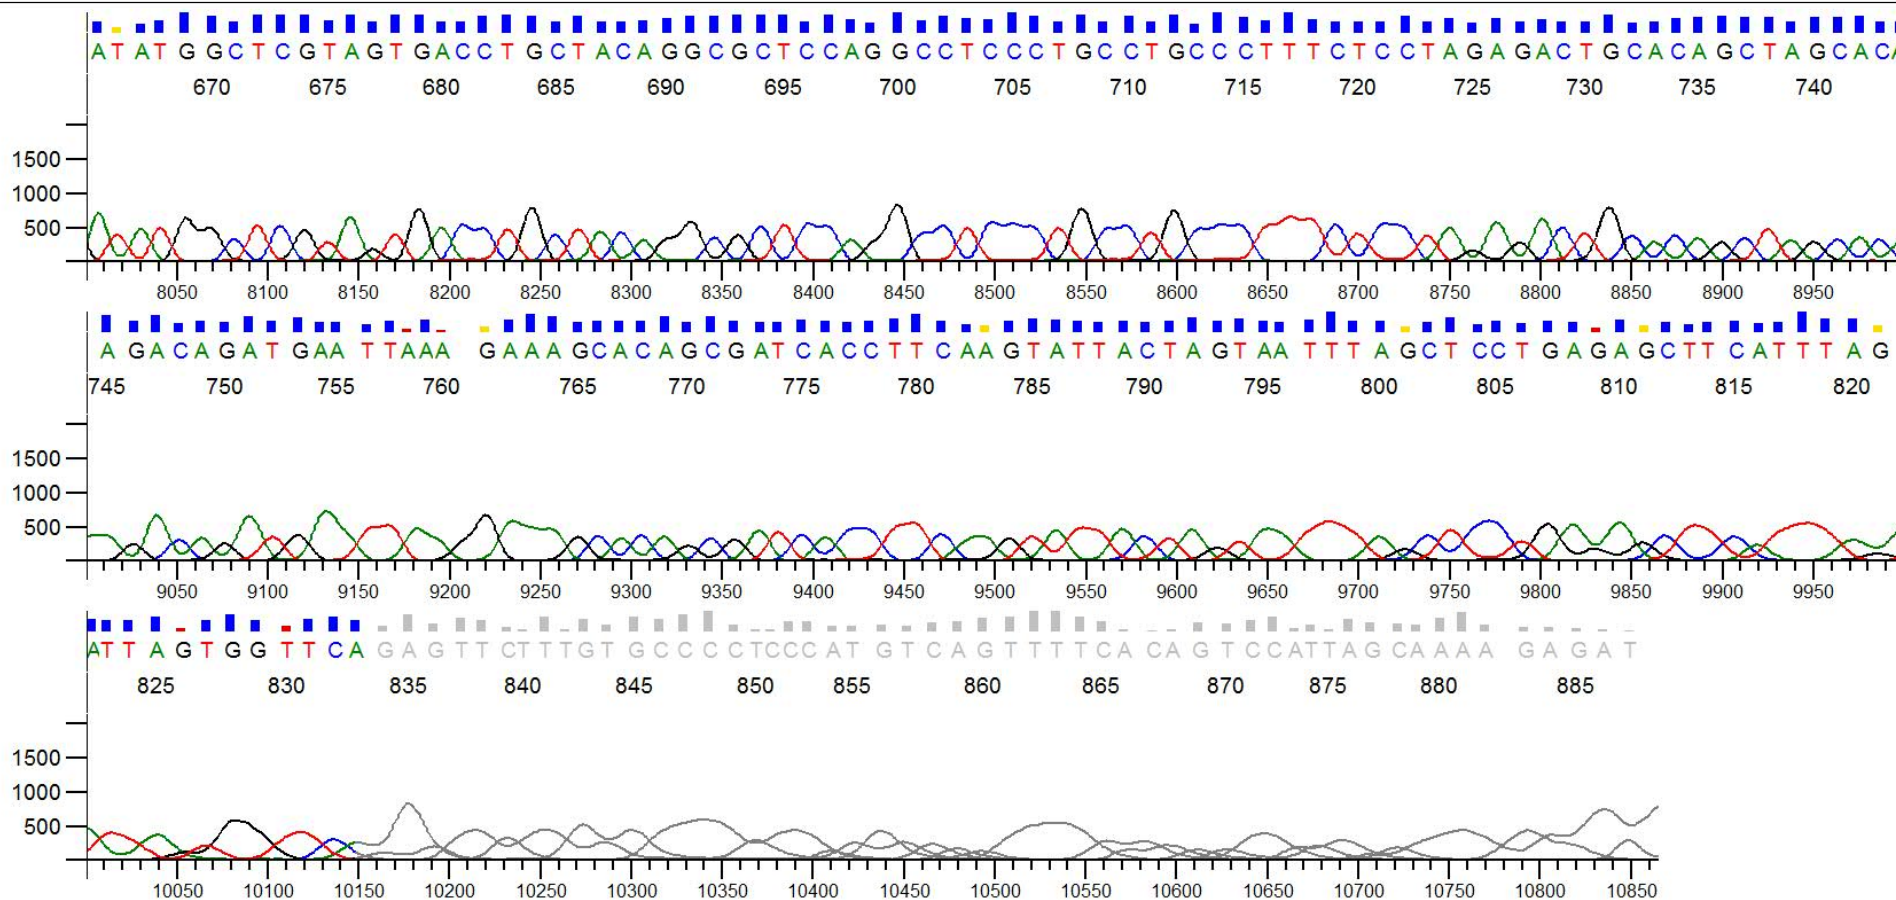 ATATGGCTCGTAGTGACCTGCTACAGGCGCTCCAGGCCTCCCTGCCTGCCCTTTCTCCTAGAGACTGCACAGCTAGCACA
670 675 680 685 690 695 700 705 710 715 720 725 730 735 740
1500
1000
500
8050 8100 8150 8200 8250 8300 8350 8400 8450 8500 8550 8600 8650 8700 8750 8800 8850 8900 8950
AGACAGATGAATTAAA GAAAGCACAGCGATCACCTTCAAGTATTACTAGTAATTTAGCTCCTGAGAGCTTCATTTAG
745 750 755 760 765 770 775 780 785 790 795 800 805 810 815 820
1500
1000
500
9050 9100 9150 9200 9250 9300 9350 9400 9450 9500 9550 9600 9650 9700 9750 9800 9850 9900 9950
ATTAGTGGTTCAGAGTTCTTTGTGCCCCTCCCATGTCAGTTTTCACAGTCCATTAGCAAAA GAGAT
825 830 835 840 845 850 855 860 865 870 875 880 885
1500
1000
500
10050 10100 10150 10200 10250 10300 10350 10400 10450 10500 10550 10600 10650 10700 10750 10800 10850